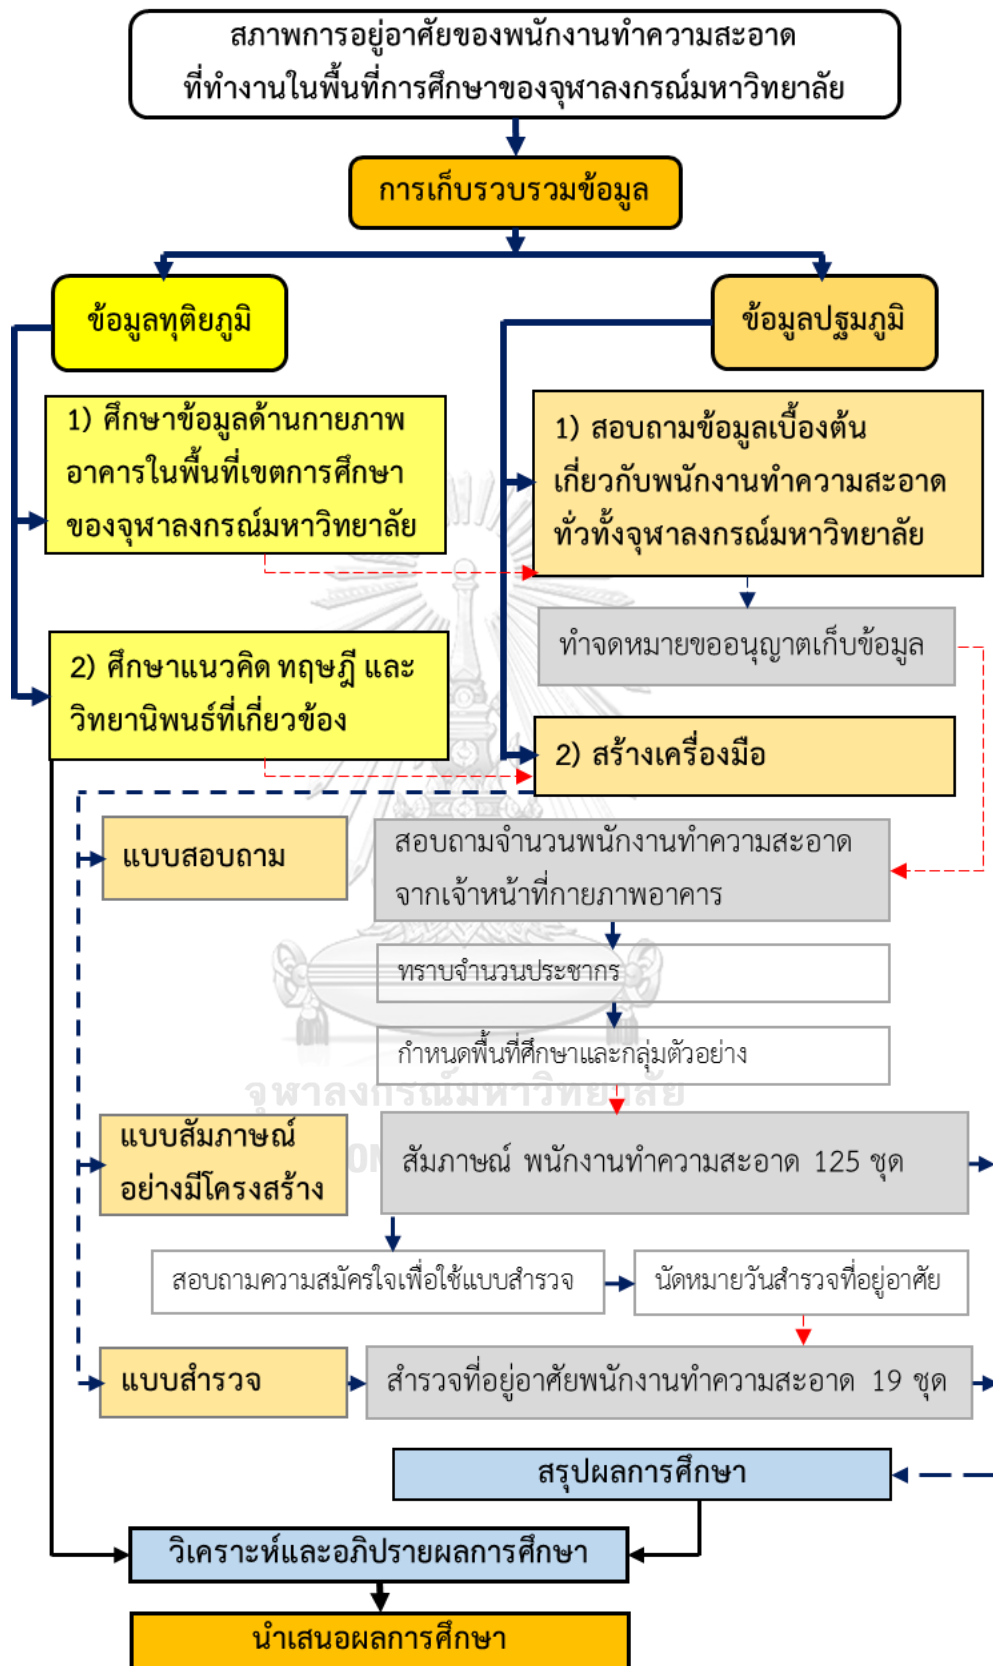 สภาพการอยู่อาศัยของพนักงานทำความสะอาด
ที่ทำงานในพื้นที่การศึกษาของจุฬาลงกรณ์มหาวิทยาลัย
การเก็บรวบรวมข้อมูล
ข้อมูลทุติยภูมิ
ข้อมูลปฐมภูมิ
1) ศึกษาข้อมูลด้านกายภาพ
อาคารในพื้นที่เขตการศึกษา
ของจุฬาลงกรณ์มหาวิทยาลัย
1) สอบถามข้อมูลเบื้องต้น
เกี่ยวกับพนักงานทำความสะอาด
ทั่วทั้งจุฬาลงกรณ์มหาวิทยาลัย
ทำจดหมายขออนุญาตเก็บข้อมูล
2) ศึกษาแนวคิด ทฤษฎี และ
วิทยานิพนธ์ที่เกี่ยวข้อง
2) สร้างเครื่องมือ
แบบสอบถาม
สอบถามจำนวนพนักงานทำความสะอาด
จากเจ้าหน้าที่กายภาพอาคาร
ทราบจำนวนประชากร
กำหนดพื้นที่ศึกษาและกลุ่มตัวอย่าง
จุฬาลงกรณ์มหาวิทยาลัย
แบบสัมภาษณ์
อย่างมีโครงสร้าง
สัมภาษณ์ พนักงานทำความสะอาด 125 ชุด
สอบถามความสมัครใจเพื่อใช้แบบสำรวจ
นัดหมายวันสำรวจที่อยู่อาศัย
แบบสำรวจ
สำรวจที่อยู่อาศัยพนักงานทำความสะอาด 19 ชุด
สรุปผลการศึกษา
วิเคราะห์และอภิปรายผลการศึกษา
นำเสนอผลการศึกษา